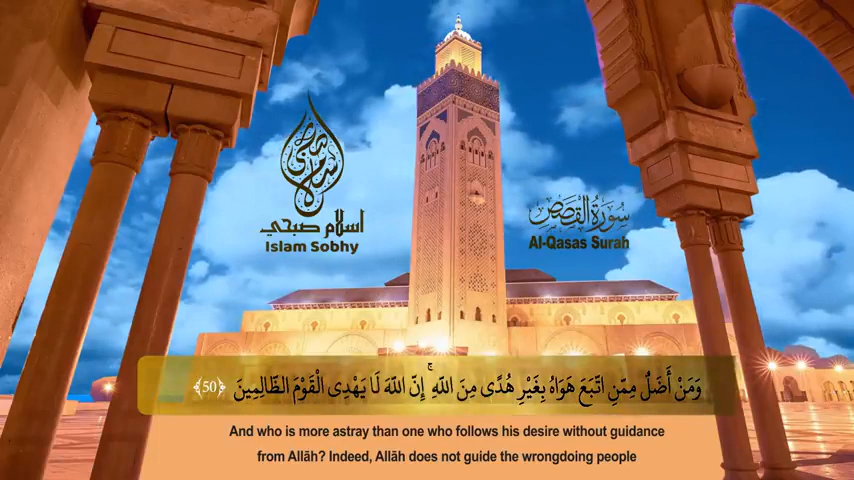 اسلام صبحي
Islam Sobhy
سورة القصص
Al-Qasas Surah
وَمَنْ أَضَلُّ مِمَّنِ اتَّبَعَ هَوَاهُ بِغَيْرِ هُدًى مِنَ اللَّهِ ۚ إِنَّ اللَّهَ لَا يَهْدِى الْقَوْمَ الظَّالِمِينَ ﴿50﴾
And who is more astray than one who follows his desire without guidance
from Allāh? Indeed, Allāh does not guide the wrongdoing people